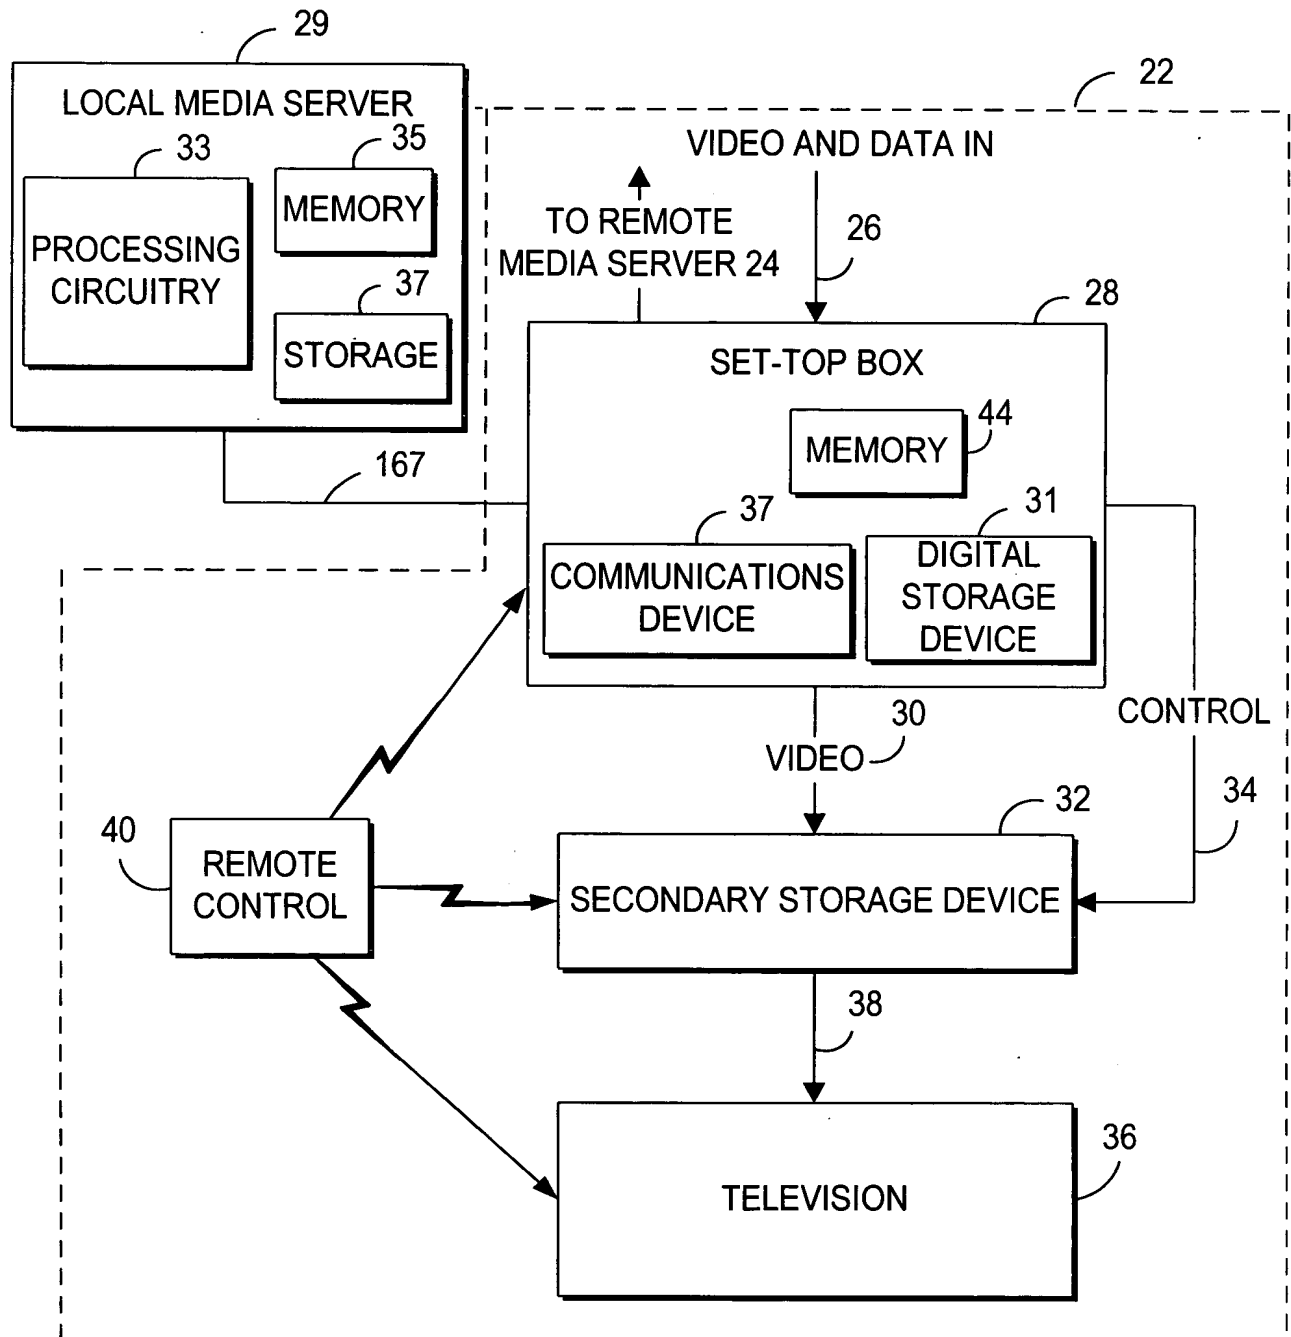 29
LOCAL MEDIA SERVER
33
35
MEMORY
PROCESSING
CIRCUITRY
37
STORAGE
167
22
VIDEO AND DATA IN
TO REMOTE
MEDIA SERVER 24
26
28
SET-TOP BOX
44
MEMORY
37
COMMUNICATIONS
DEVICE
31
DIGITAL
STORAGE
DEVICE
30
VIDEO
CONTROL
34
32
SECONDARY STORAGE DEVICE
40
REMOTE
CONTROL
38
36
TELEVISION